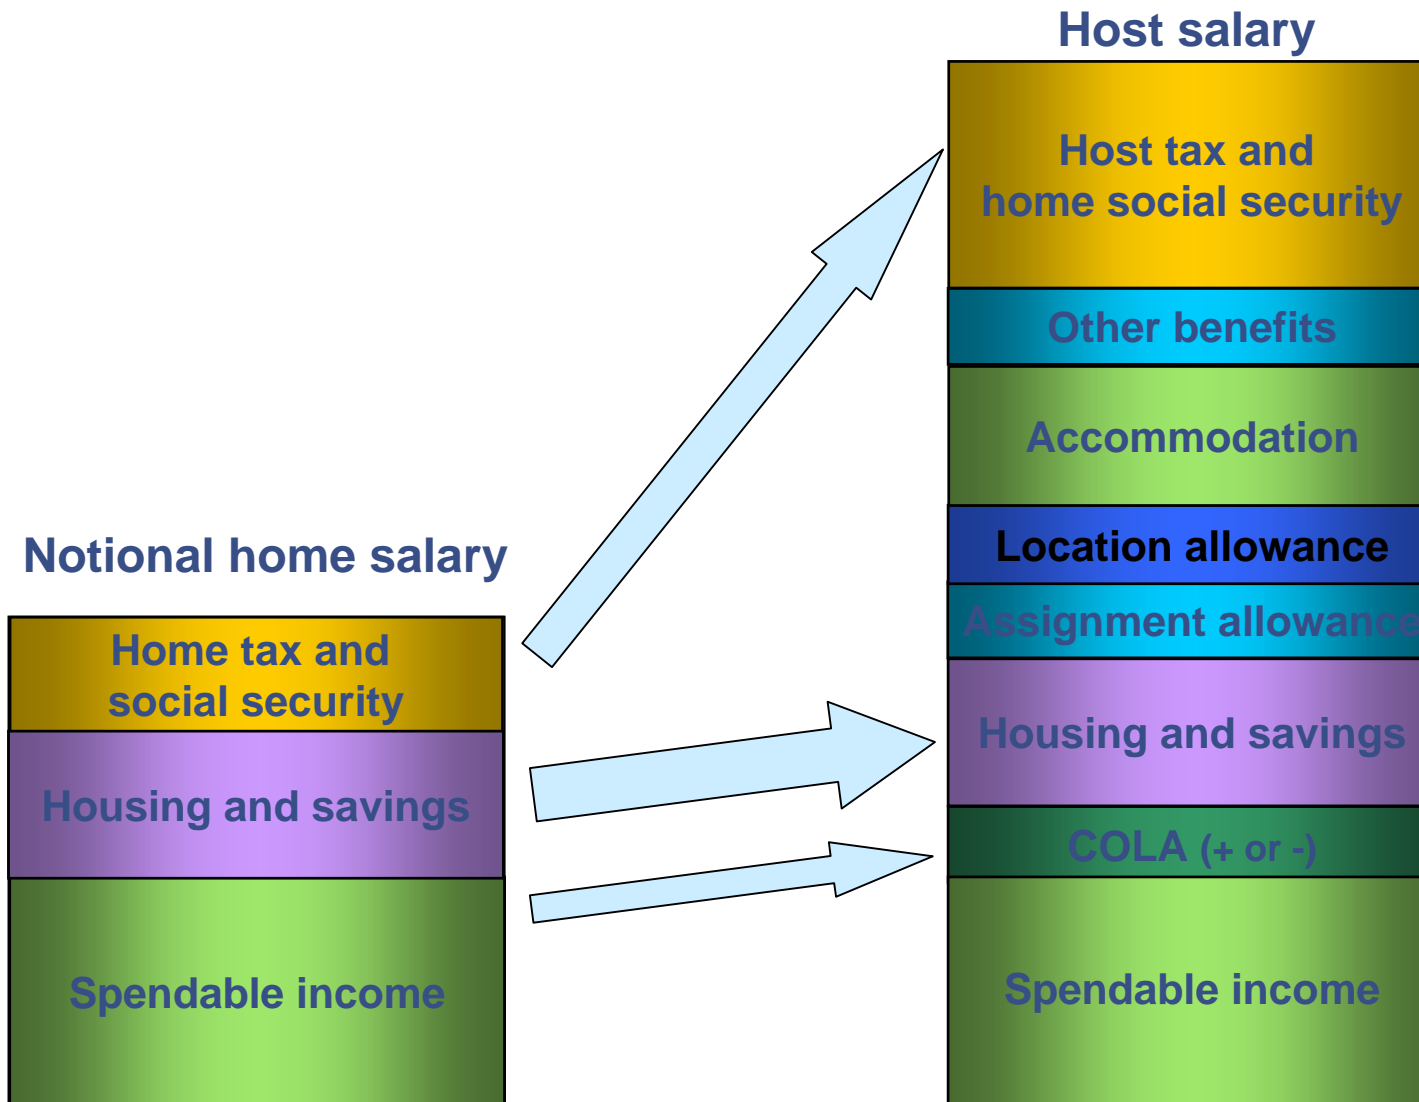 Host salary
Host tax and
home social security
Other benefits
Accommodation
Location allowance
Assignment allowance
Housing and savings
COLA (+ or -)
Spendable income
Notional home salary
Home tax and
social security
Housing and savings
Spendable income